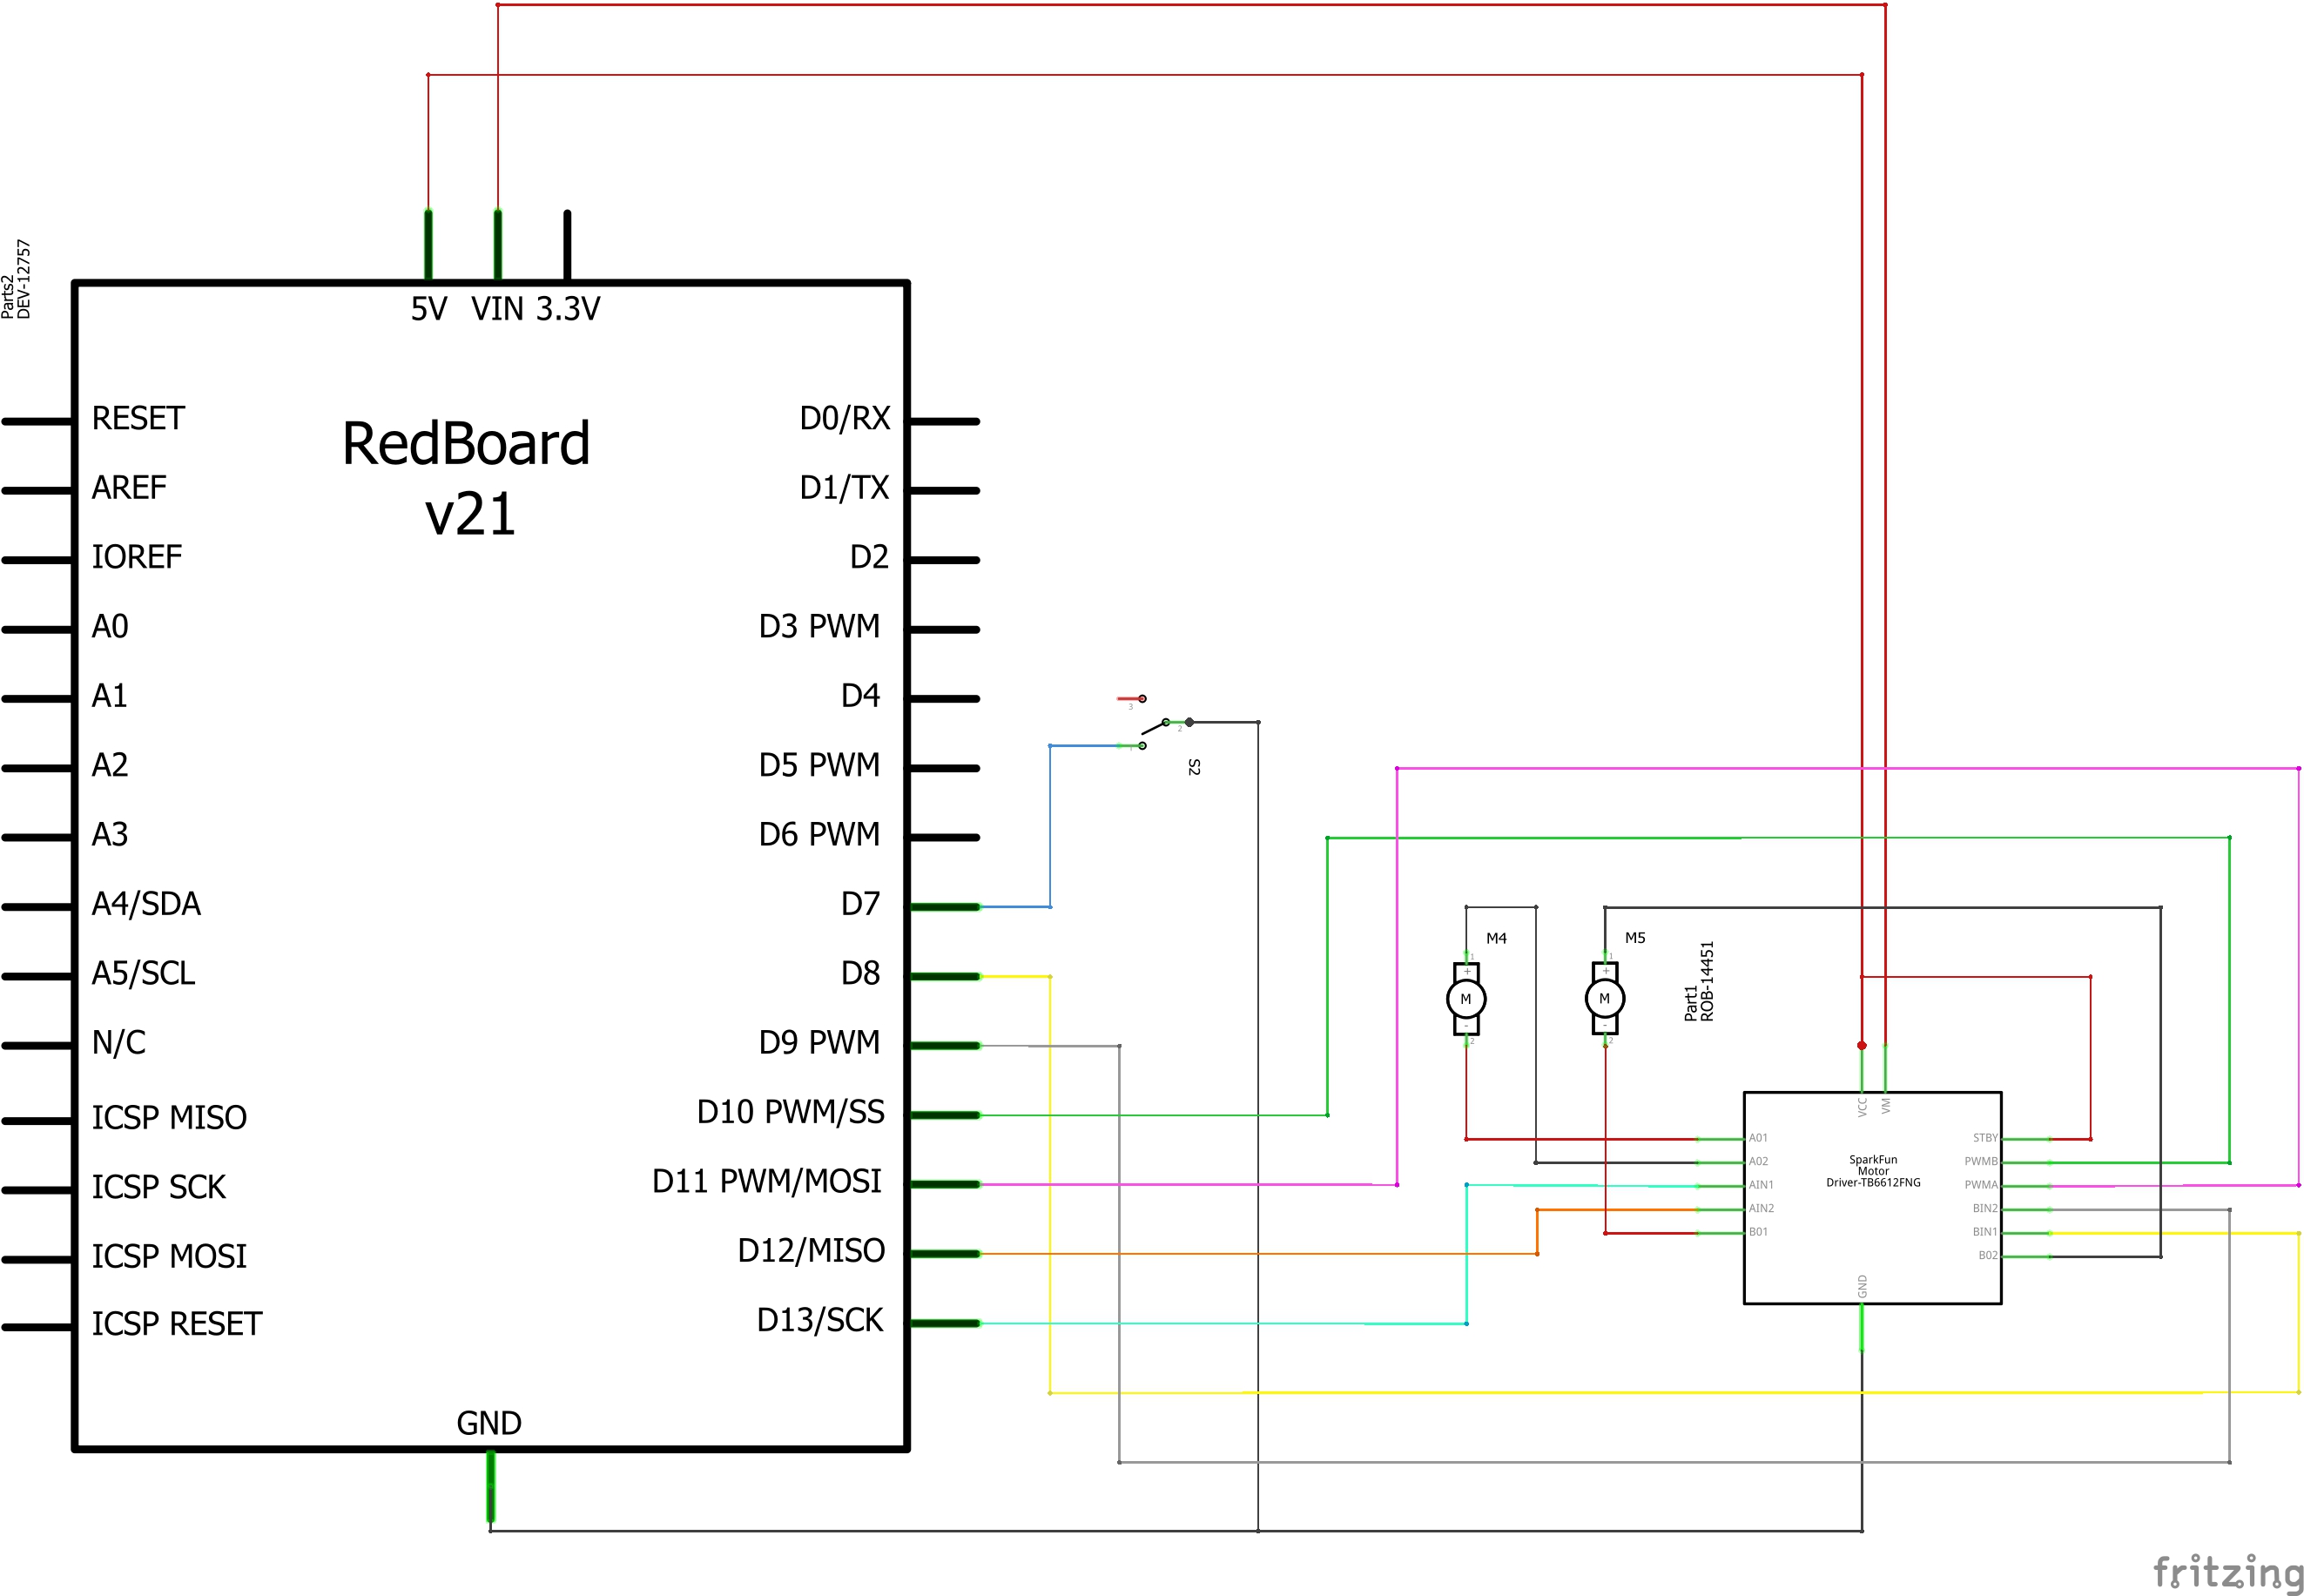 Parts2
DEV-12757
5V
VIN
3.3V
RedBoard
v21
RESET
AREF
IOREF
A0
A1
A2
A3
A4/SDA
A5/SCL
N/C
ICSP MISO
ICSP SCK
ICSP MOSI
ICSP RESET
D0/RX
D1/TX
D2
D3 PWM
D4
D5 PWM
D6 PWM
D7
D8
D9 PWM
D10 PWM/SS
D11 PWM/MOSI
D12/MISO
D13/SCK
GND
3
2
1
S2
M4
1
+
M
-
2
M5
1
+
M
-
2
Part1
ROB-14451
VCC
VM
A01
A02
AIN1
AIN2
B01
SparkFun
Motor
Driver-TB6612FNG
STBY
PWMB
PWMA
BIN2
BIN1
B02
GND
fritzing